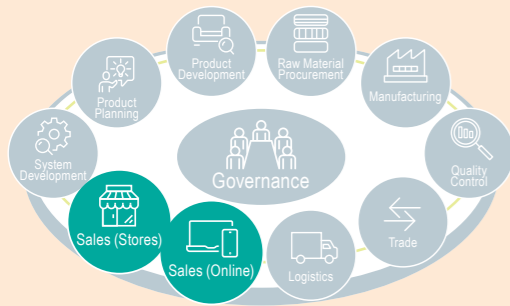 Product
Development
Raw Material
Procurement
Product
Planning
Manufacturing
System
Development
Governance
Quality
Control
Sales (Stores)
Trade
Sales (Online)
Logistics